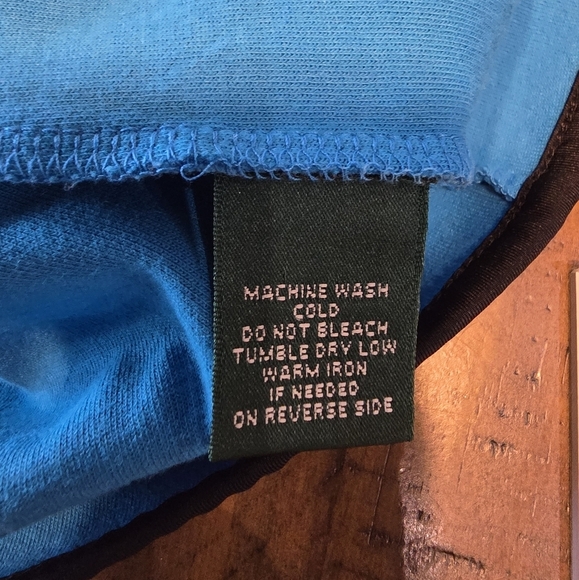 MACHINE WASH
COLD
DO NOT BLEACH
TUMBLE DRY LOW
WARM IRON
IF NEEDED
ON REVERSE SIDE